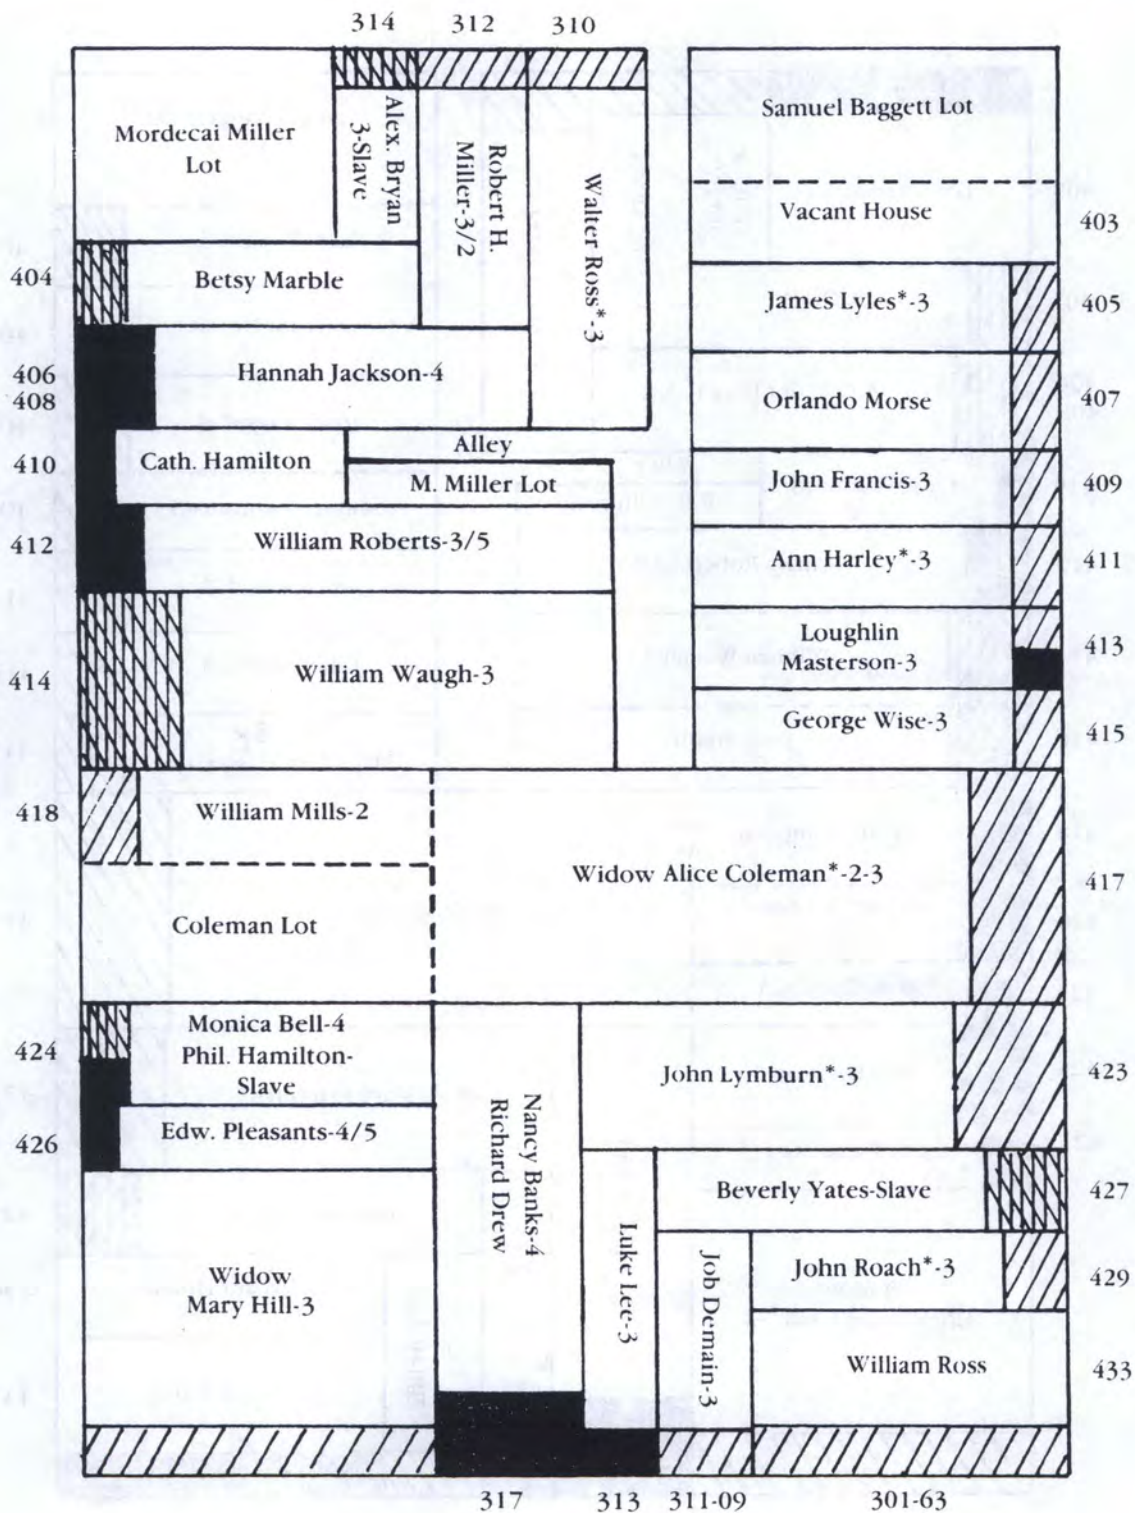 314 312 310
Mordecai Miller
Lot
Alex. Bryan
3-Slave
Robert H.
Miller-3/2
Walter Ross*-3
Samuel Baggett Lot
Vacant House
403
404
Betsy Marble
James Lyles*-3
405
406
408
Hannah Jackson-4
Orlando Morse
407
410
Cath. Hamilton
Alley
M. Miller Lot
John Francis-3
409
412
William Roberts-3/5
Ann Harley*-3
411
Loughlin
Masterson-3
413
414
William Waugh-3
George Wise-3
415
418
William Mills-2
Widow Alice Coleman*-2-3
417
Coleman Lot
424
Monica Bell-4
Phil. Hamilton-
Slave
John Lymburn*-3
423
426
Edw. Pleasants-4/5
Nancy Banks-4
Richard Drew
Beverly Yates-Slave
427
Luke Lee-3
Job Demain-3
John Roach*-3
429
Widow
Mary Hill-3
William Ross
433
317 313 311-09 301-63